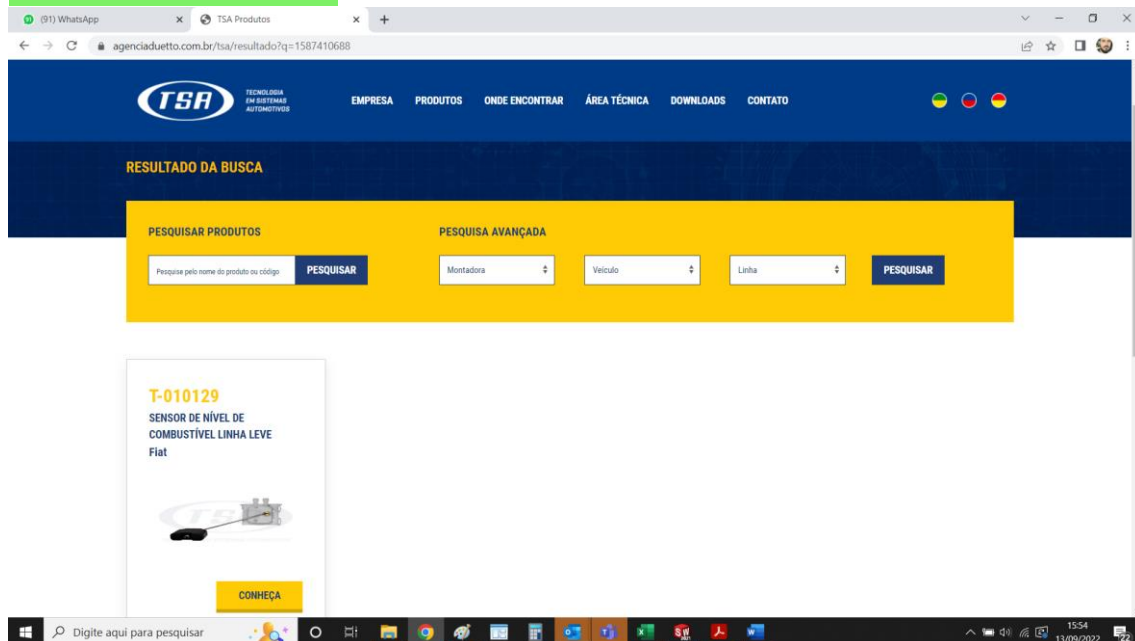 (91) WhatsApp
TSA Produtos
agenciaduetto.com.br/tsa/resultado?q=1587410688
TSA
TECNOLOGIA
EM SISTEMAS
AUTOMOTIVOS
EMPRESA PRODUTOS ONDE ENCONTRAR ÁREA TÉCNICA DOWNLOADS CONTATO
RESULTADO DA BUSCA
PESQUISAR PRODUTOS
PESQUISA AVANÇADA
Pesquise pelo nome do produto ou código
PESQUISAR
Montadora
Veículo
Linha
PESQUISAR
T-010129
SENSOR DE NÍVEL DE
COMBUSTÍVEL LINHA LEVE
Fiat
TSA
CONHEÇA
Digite aqui para pesquisar
15:54
13/09/2022